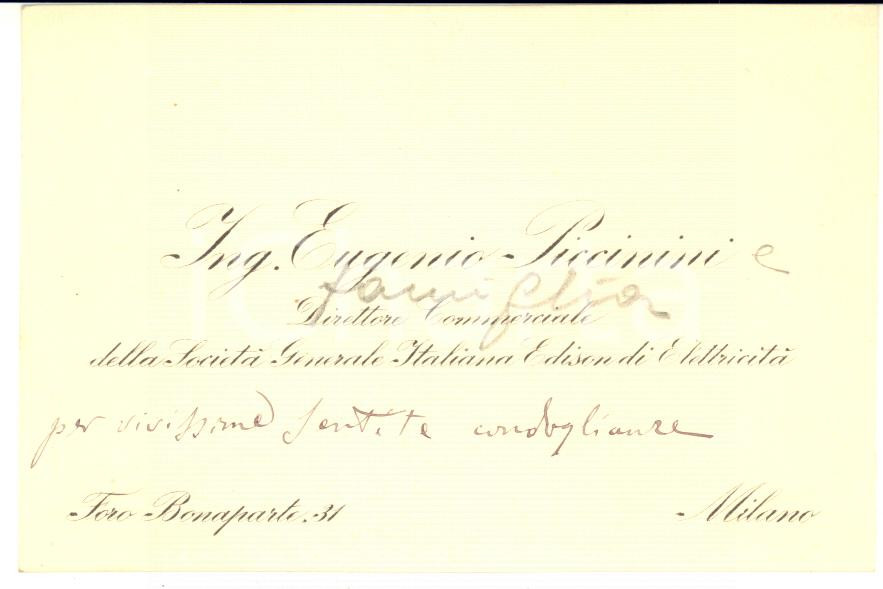 Ing. Eugenio Piccinini e
famiglia
Direttore Commerciale
della Società Generale Italiana Edison di Elettricità
per vivissime sentite condoglianze
Foro Bonaparte. 31
Milano